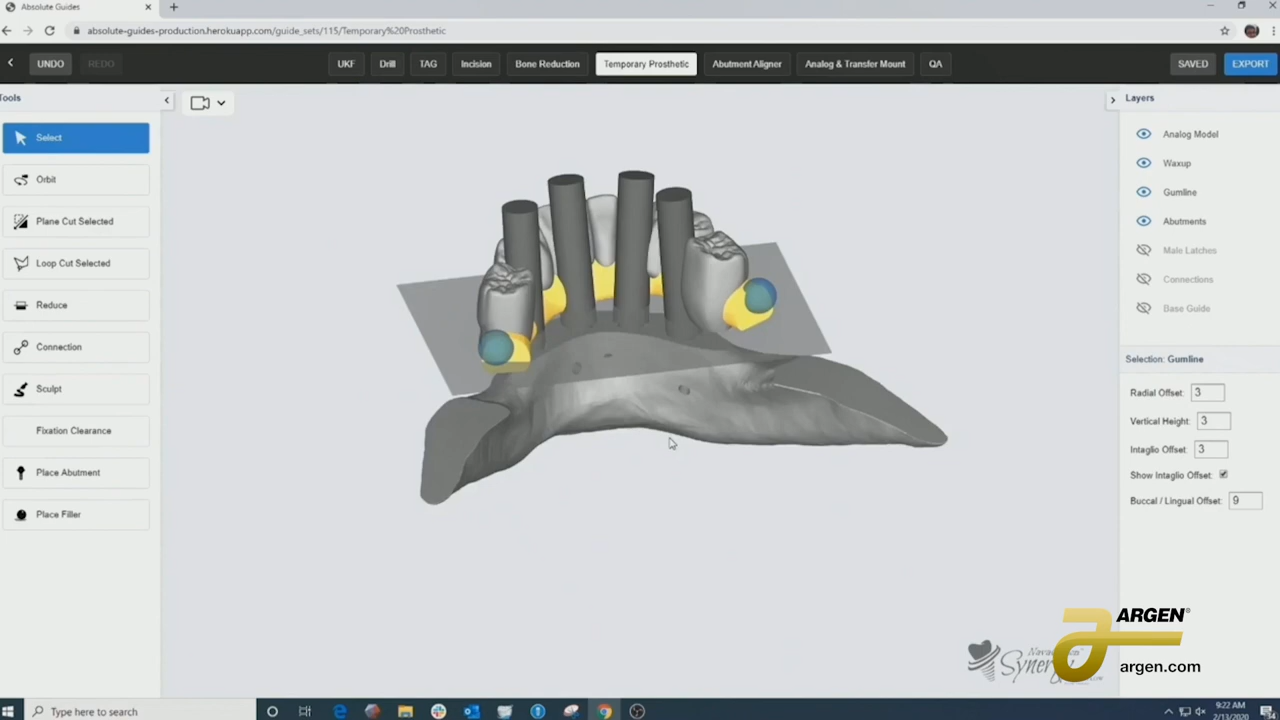 Absolute Guides
absolute-guides-production.herokuapp.com/guide_sets/115/Temporary%20Prosthetic
UNDO REDO UKF Drill TAG Incision Bone Reduction Temporary Prosthetic Abutment Aligner Analog & Transfer Mount QA SAVED EXPORT
Tools
Select
Orbit
Plane Cut Selected
Loop Cut Selected
Reduce
Connection
Sculpt
Fixation Clearance
Place Abutment
Place Filler
Layers
Analog Model
Waxup
Gumline
Abutments
Male Latches
Connections
Base Guide
Selection: Gumline
Radial Offset: 3
Vertical Height: 3
Intaglio Offset: 3
Show Intaglio Offset:
Buccal / Lingual Offset: 9
ARGEN®
argen.com
Type here to search
9:22 AM
2/13/2020